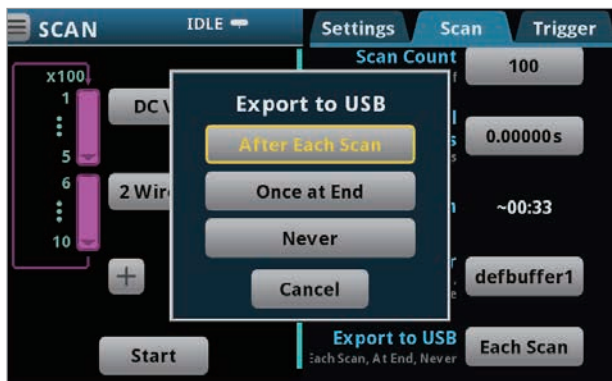 SCAN
IDLE
Settings
Scan
Trigger
x100
1
5
6
10
DC V
2 Wir
+
Start
Export to USB
After Each Scan
Once at End
Never
Cancel
Scan Count
100
0.00000s
~00:33
defbuffer1
Export to USB
Each Scan, At End, Never
Each Scan